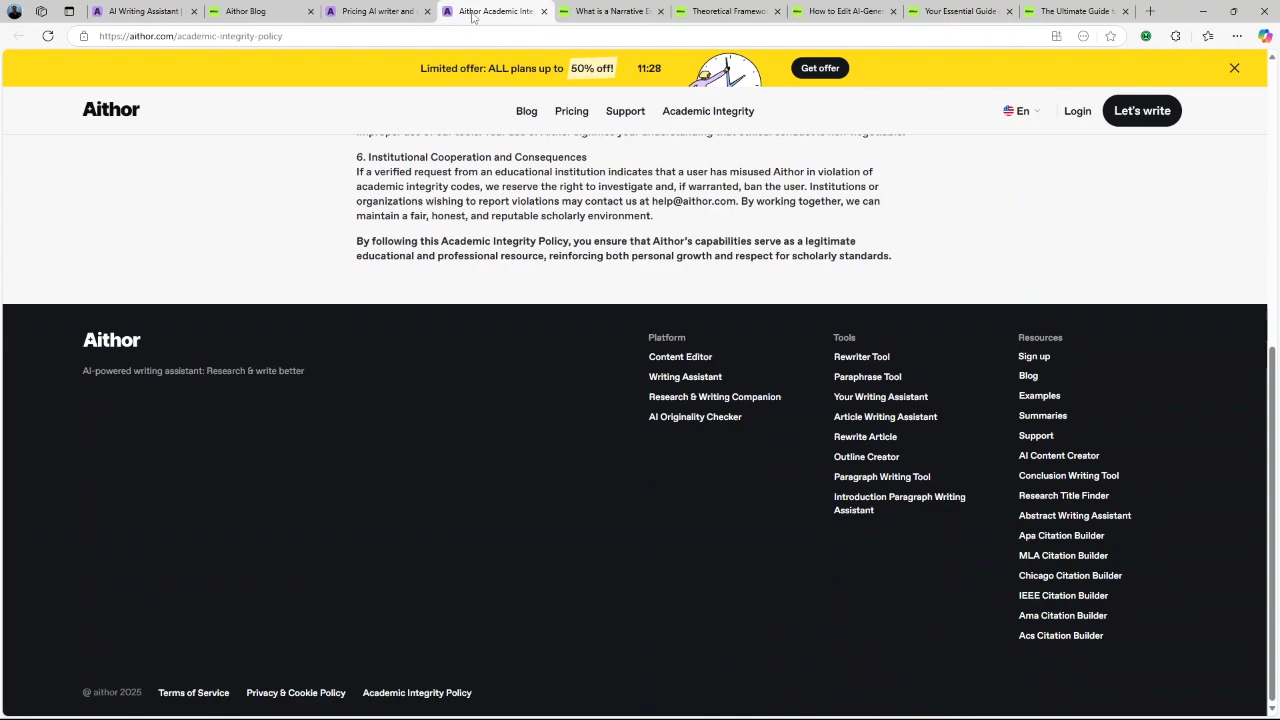 AI Writing Assistant
Aithor Blog
Pricing AI writer and
Aithor Academic Inte
What is a Narrative E
Theoretical Framewo
How to Edit AI-Gene
Your Essential Guide
The Ultimate Guide to
https://aithor.com/academic-integrity-policy
Limited offer: ALL plans up to 50% off! 11:28 Get offer
Aithor Blog Pricing Support Academic Integrity En Login Let's write
6. Institutional Cooperation and Consequences
If a verified request from an educational institution indicates that a user has misused Aithor in violation of
academic integrity codes, we reserve the right to investigate and, if warranted, ban the user. Institutions or
organizations wishing to report violations may contact us at help@aithor.com. By working together, we can
maintain a fair, honest, and reputable scholarly environment.
By following this Academic Integrity Policy, you ensure that Aithor's capabilities serve as a legitimate
educational and professional resource, reinforcing both personal growth and respect for scholarly standards.
Aithor
AI-powered writing assistant: Research & write better
Platform
Content Editor
Writing Assistant
Research & Writing Companion
AI Originality Checker
Tools
Rewriter Tool
Paraphrase Tool
Your Writing Assistant
Article Writing Assistant
Rewrite Article
Outline Creator
Paragraph Writing Tool
Introduction Paragraph Writing
Assistant
Resources
Sign up
Blog
Examples
Summaries
Support
AI Content Creator
Conclusion Writing Tool
Research Title Finder
Abstract Writing Assistant
Apa Citation Builder
MLA Citation Builder
Chicago Citation Builder
IEEE Citation Builder
Ama Citation Builder
Acs Citation Builder
@ aithor 2025 Terms of Service Privacy & Cookie Policy Academic Integrity Policy